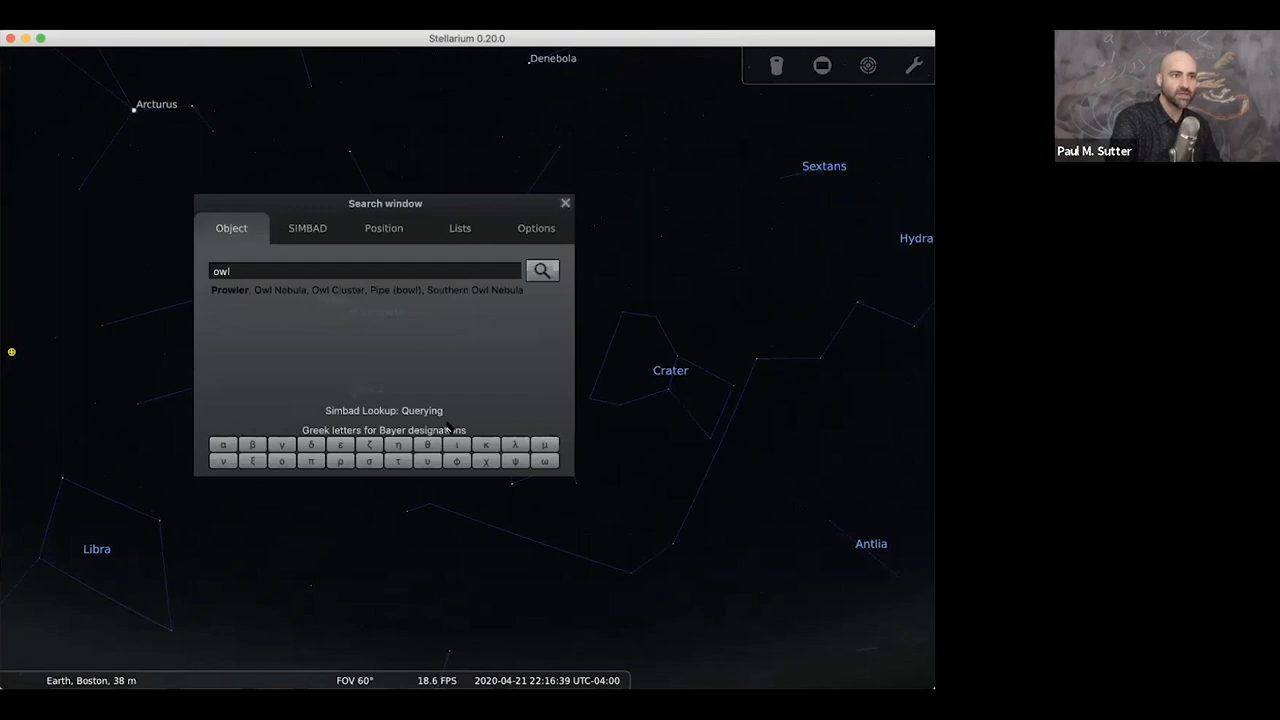 Stellarium 0.20.0
Denebola
Arcturus
Sextans
Paul M. Sutter
Search window
Object
SIMBAD
Position
Lists
Options
Hydra
owl
Prowler, Owl Nebula, Owl Cluster, Pipe (bowl), Southern Owl Nebula
Crater
Simbad Lookup: Querying
Greek letters for Bayer designations
α β γ δ ε ζ η θ ι κ λ μ
ν ξ ο π ρ σ τ υ φ χ ψ ω
Libra
Antlia
Earth, Boston, 38 m
FOV 60°
18.6 FPS
2020-04-21 22:16:39 UTC-04:00